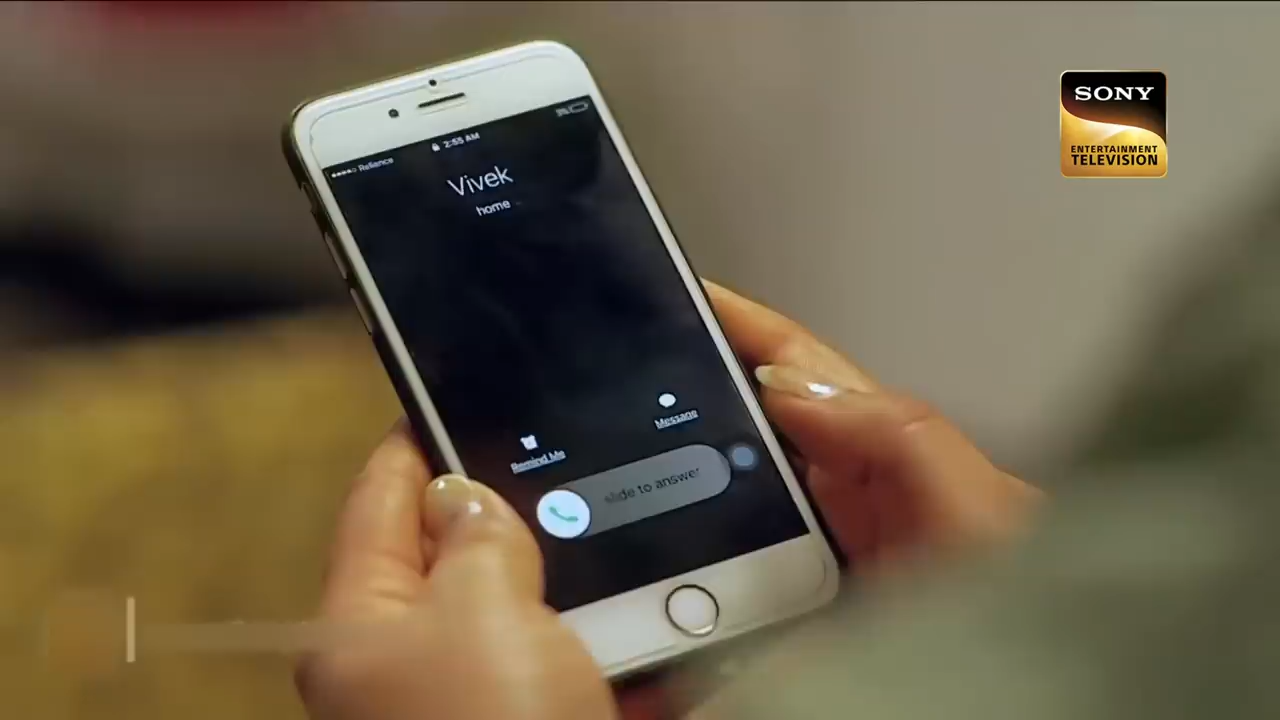 SONY
ENTERTAINMENT
TELEVISION
Reliance
2:55 AM
Vivek
home
Message
Remind Me
slide to answer